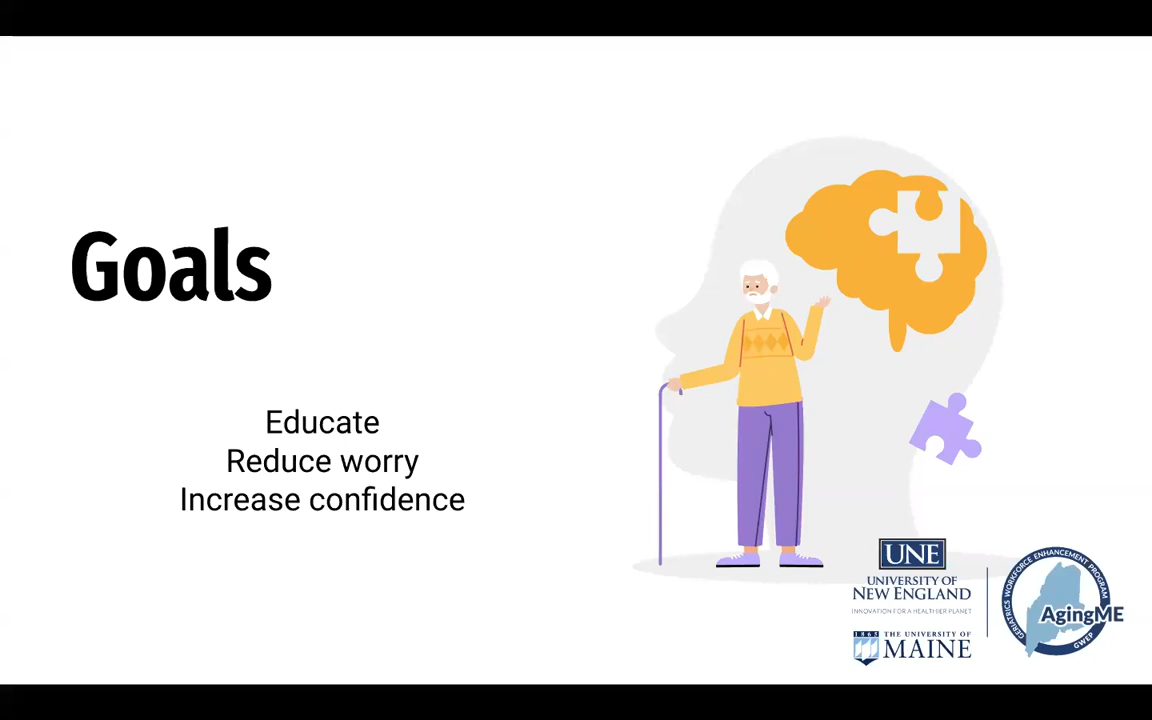 Goals
Educate
Reduce worry
Increase confidence
UNE
UNIVERSITY OF
NEW ENGLAND
INNOVATION FOR A HEALTHIER PLANET
1865 THE UNIVERSITY OF
MAINE
GERIATRICS WORKFORCE ENHANCEMENT PROGRAM
AgingME
GWEP